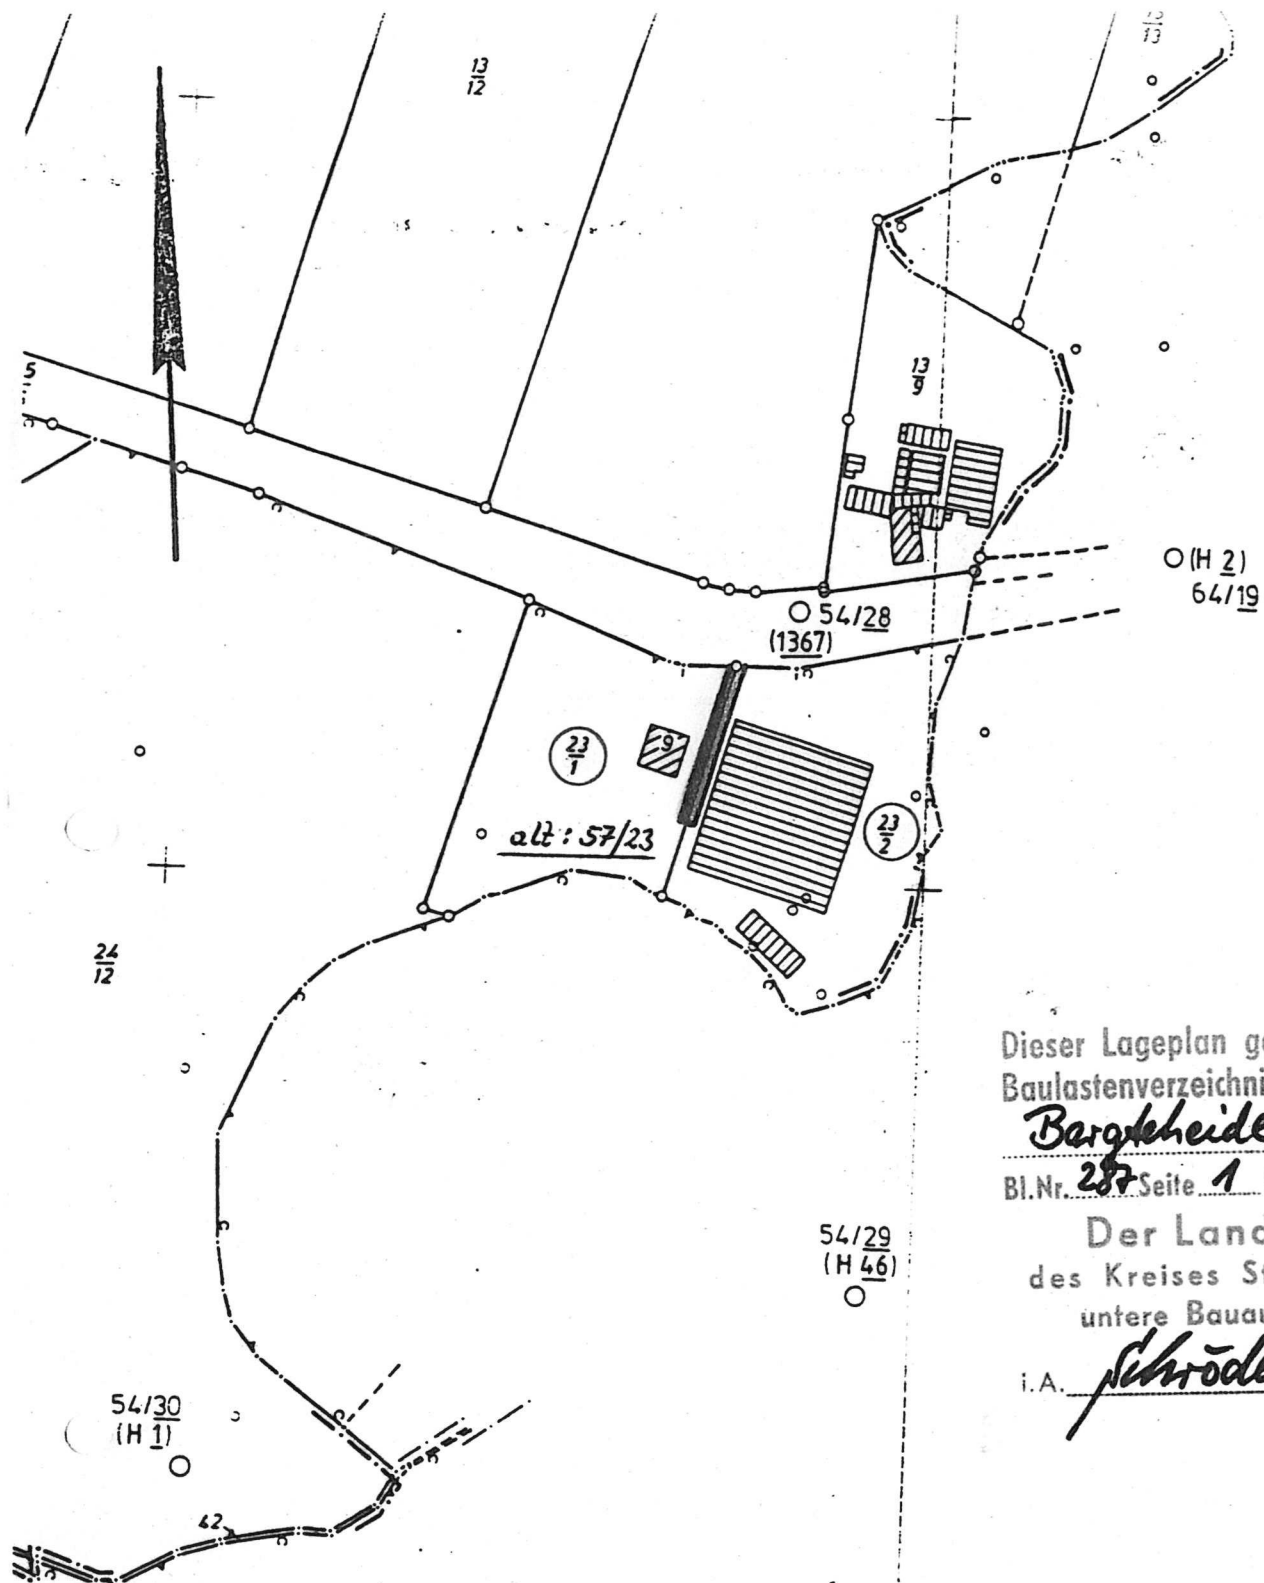 13
12
13
5
13
9
(H 2)
64/19
54/28
(1367)
9
23
1
23
2
alt: 57/23
24
12
Dieser Lageplan
Baulastenverzeichni
Bargteheide
Bl.Nr. 287 Seite 1
54/29
(H 46)
Der Land
des Kreises St
untere Bauau
i.A. Schröde
54/30
(H 1)
42